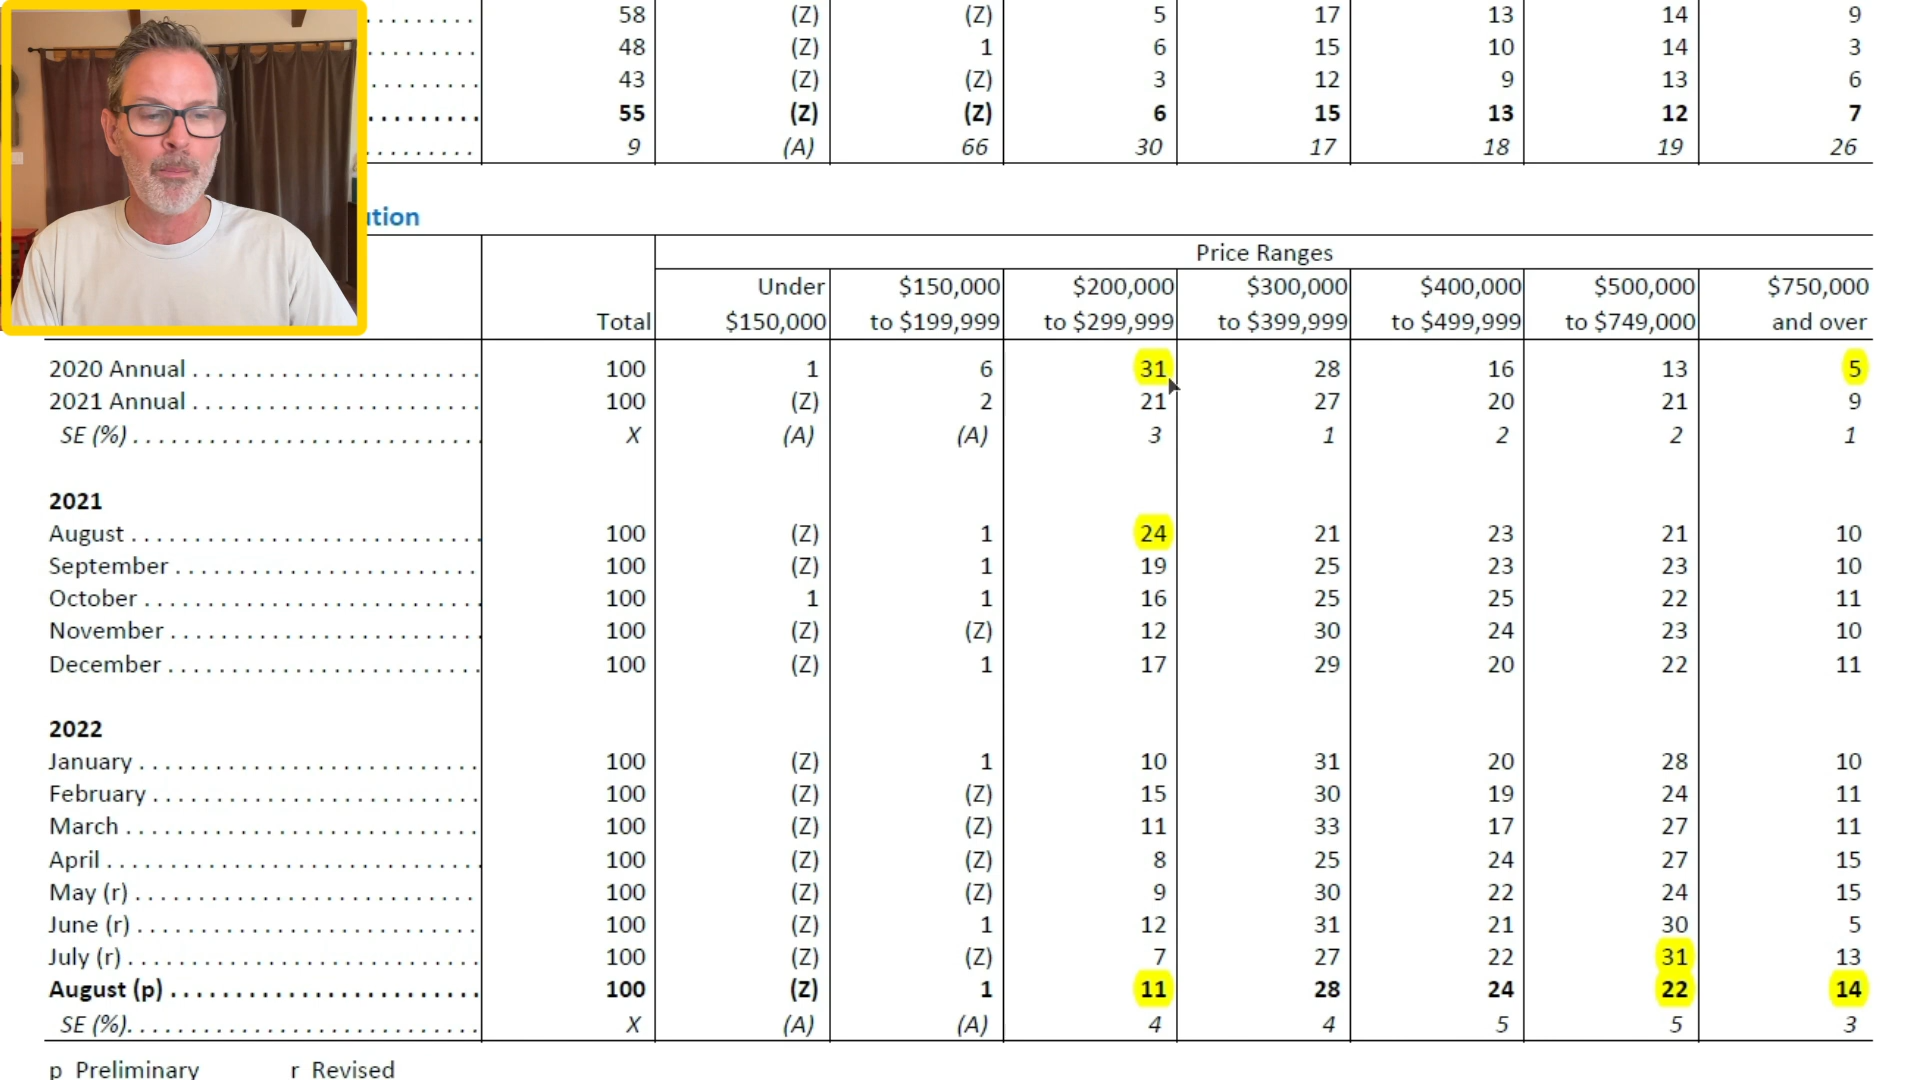 58 (Z) (Z) 5 17 13 14 9
48 (Z) 1 6 15 10 14 3
43 (Z) (Z) 3 12 9 13 6
55 (Z) (Z) 6 15 13 12 7
9 (A) 66 30 17 18 19 26
Price Ranges
Total Under $150,000 $150,000 to $199,999 $200,000 to $299,999 $300,000 to $399,999 $400,000 to $499,999 $500,000 to $749,000 $750,000 and over
2020 Annual 100 1 6 31 28 16 13 5
2021 Annual 100 (Z) 2 21 27 20 21 9
SE (%) X (A) (A) 3 1 2 2 1
2021
August 100 (Z) 1 24 21 23 21 10
September 100 (Z) 1 19 25 23 23 10
October 100 1 1 16 25 25 22 11
November 100 (Z) (Z) 12 30 24 23 10
December 100 (Z) 1 17 29 20 22 11
2022
January 100 (Z) 1 10 31 20 28 10
February 100 (Z) (Z) 15 30 19 24 11
March 100 (Z) (Z) 11 33 17 27 11
April 100 (Z) (Z) 8 25 24 27 15
May (r) 100 (Z) (Z) 9 30 22 24 15
June (r) 100 (Z) 1 12 31 21 30 5
July (r) 100 (Z) (Z) 7 27 22 31 13
August (p) 100 (Z) 1 11 28 24 22 14
SE (%) X (A) (A) 4 4 5 5 3
p Preliminary r Revised